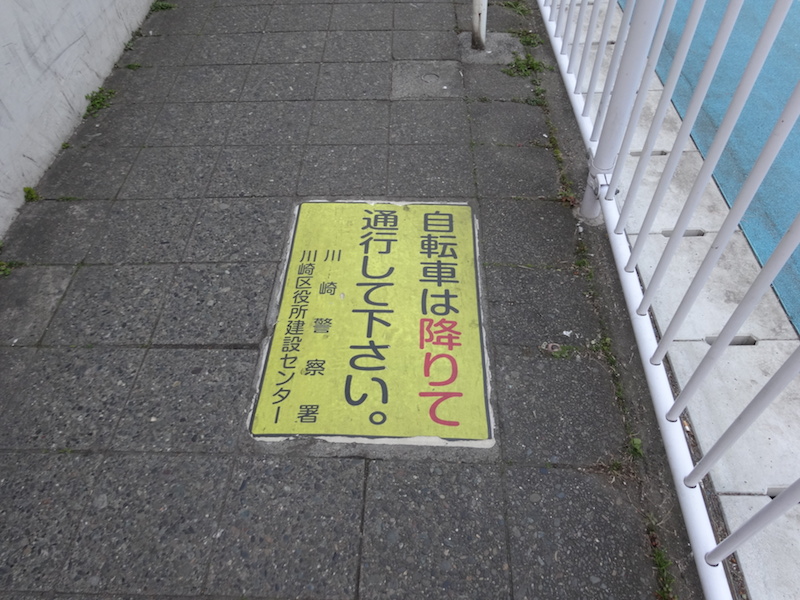 自転車は降りて
通行して下さい。
川崎警察署
川崎区役所建設センター